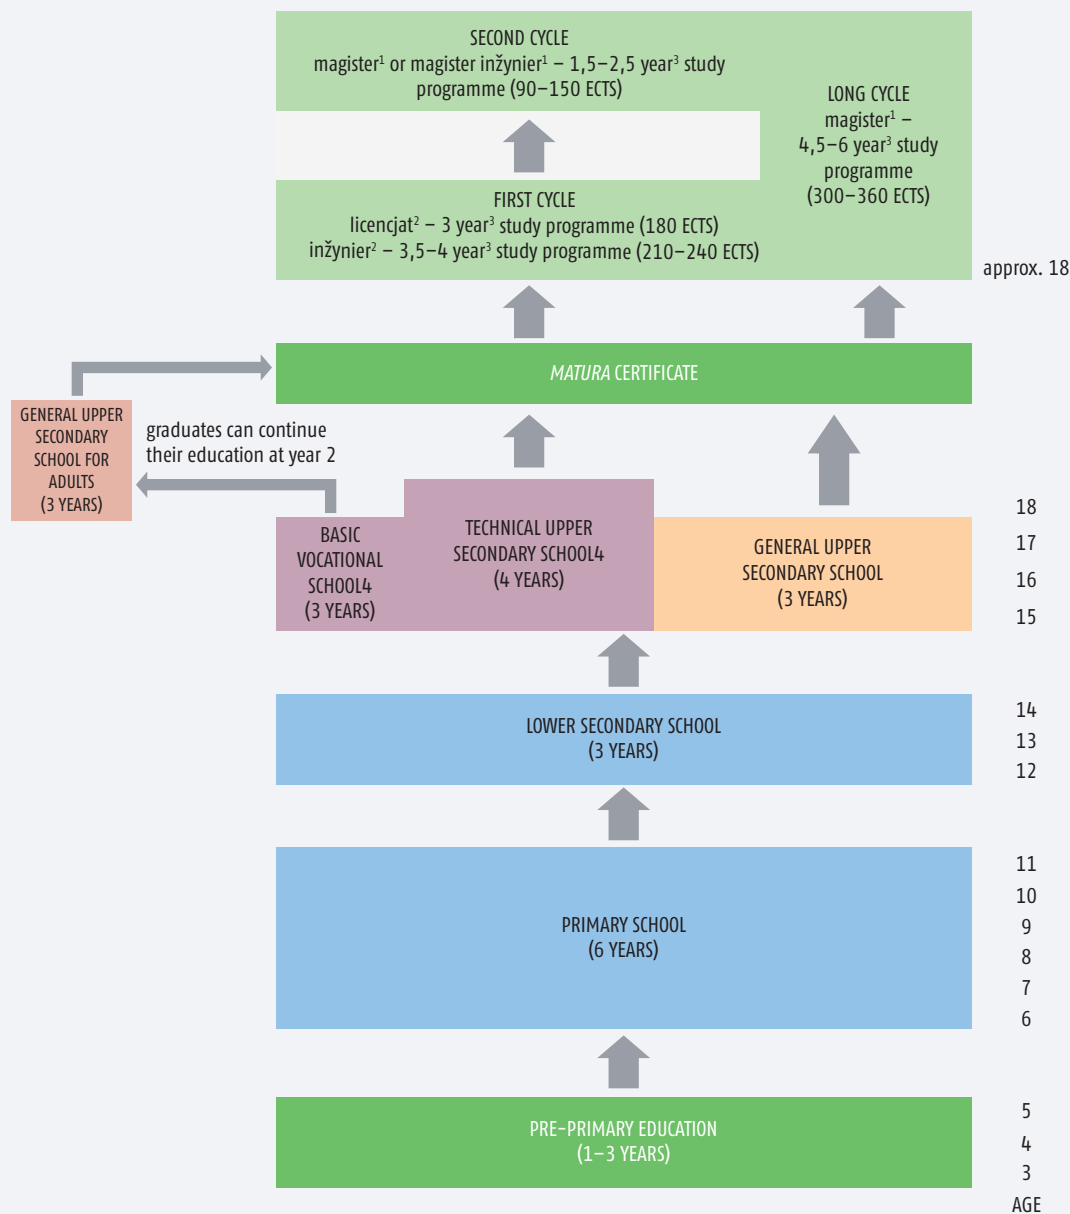 SECOND CYCLE
magister¹ or magister inžynier¹ – 1,5–2,5 year³ study
programme (90–150 ECTS)
LONG CYCLE
magister¹ –
4,5–6 year³ study
programme
(300–360 ECTS)
FIRST CYCLE
licencjat² – 3 year³ study programme (180 ECTS)
inžynier² – 3,5–4 year³ study programme (210–240 ECTS)
approx. 18
MATURA CERTIFICATE
GENERAL UPPER
SECONDARY
SCHOOL FOR
ADULTS
(3 YEARS)
graduates can continue
their education at year 2
BASIC
VOCATIONAL
SCHOOL4
(3 YEARS)
TECHNICAL UPPER
SECONDARY SCHOOL4
(4 YEARS)
GENERAL UPPER
SECONDARY SCHOOL
(3 YEARS)
18
17
16
15
LOWER SECONDARY SCHOOL
(3 YEARS)
14
13
12
PRIMARY SCHOOL
(6 YEARS)
11
10
9
8
7
6
PRE–PRIMARY EDUCATION
(1–3 YEARS)
5
4
3
AGE